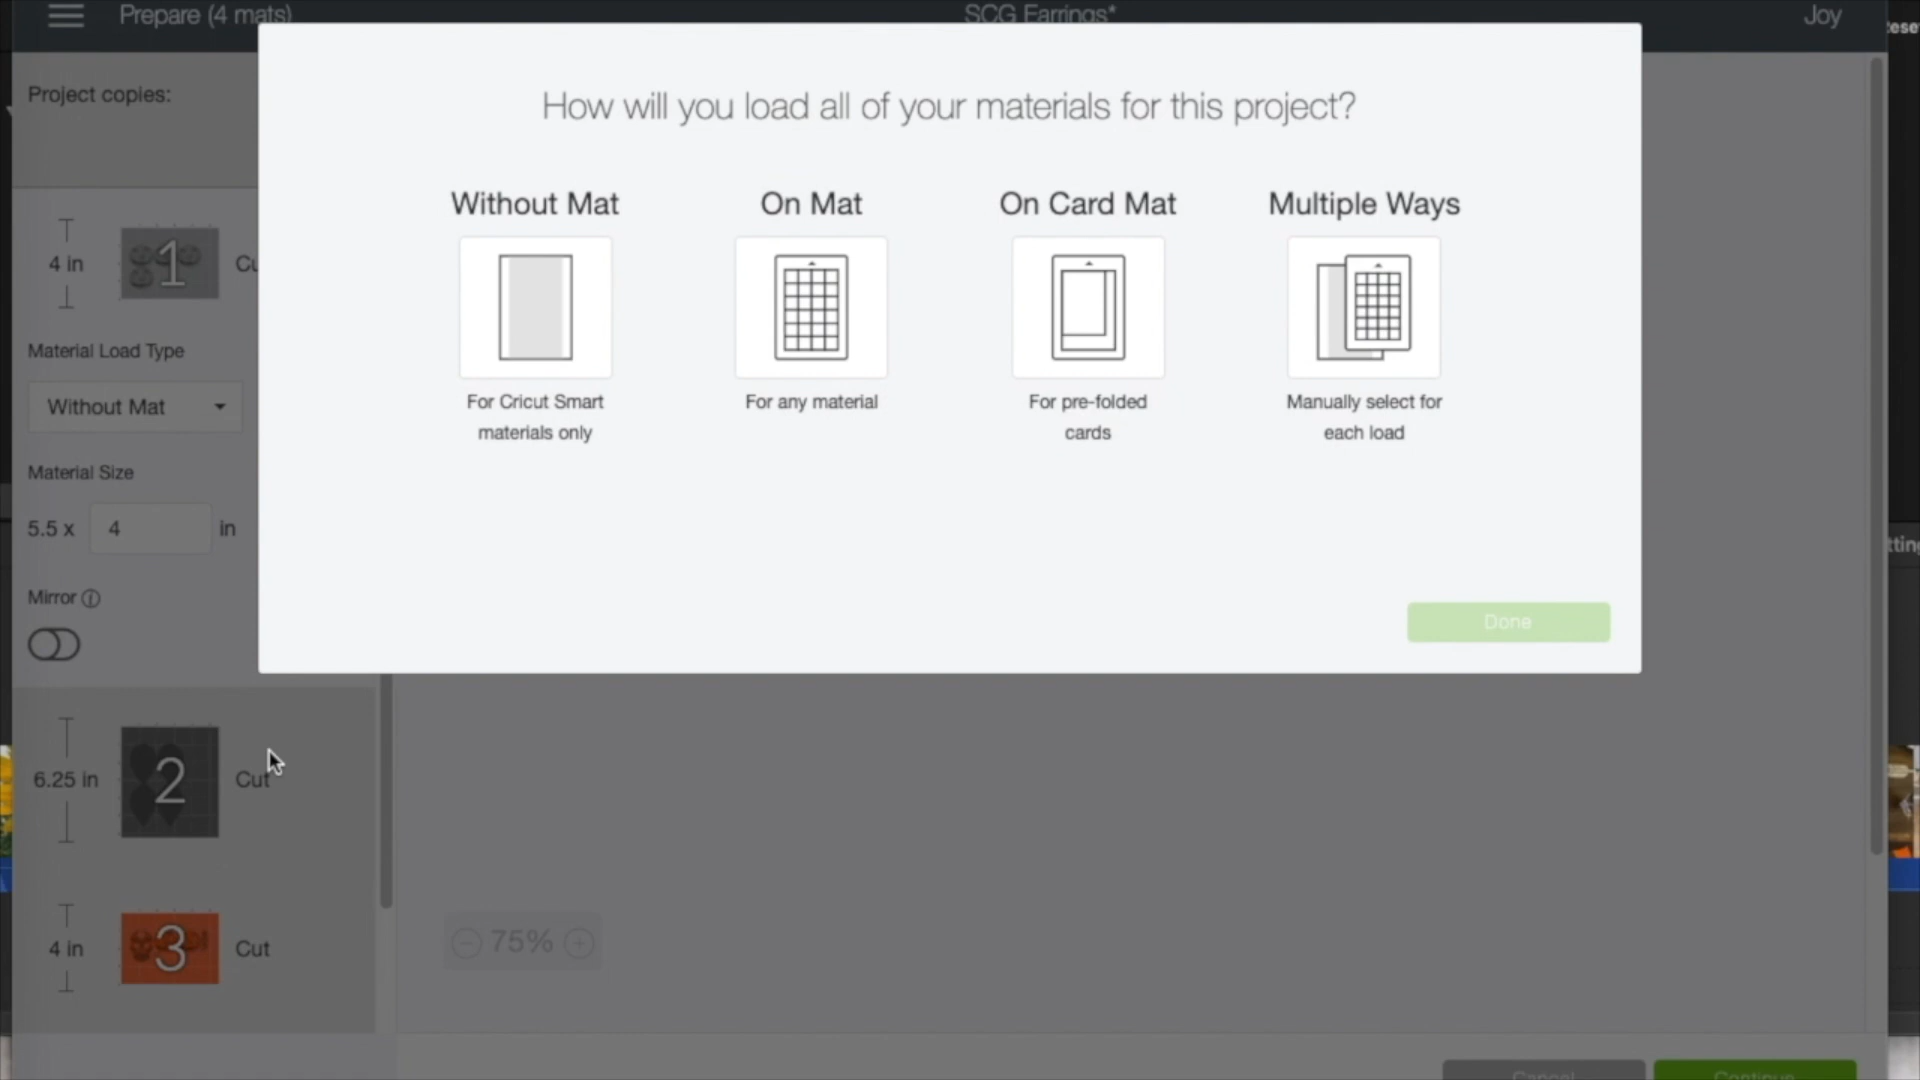 Prepare (4 mats)
SCG Earrings*
Joy
Project copies:
How will you load all of your materials for this project?
Without Mat
On Mat
On Card Mat
Multiple Ways
For Cricut Smart
materials only
For any material
For pre-folded
cards
Manually select for
each load
Done
4 in
1
Material Load Type
Without Mat
Material Size
5.5 x
4
in
Mirror
6.25 in
2
Cut
4 in
3
Cut
75%
Cancel
Continue